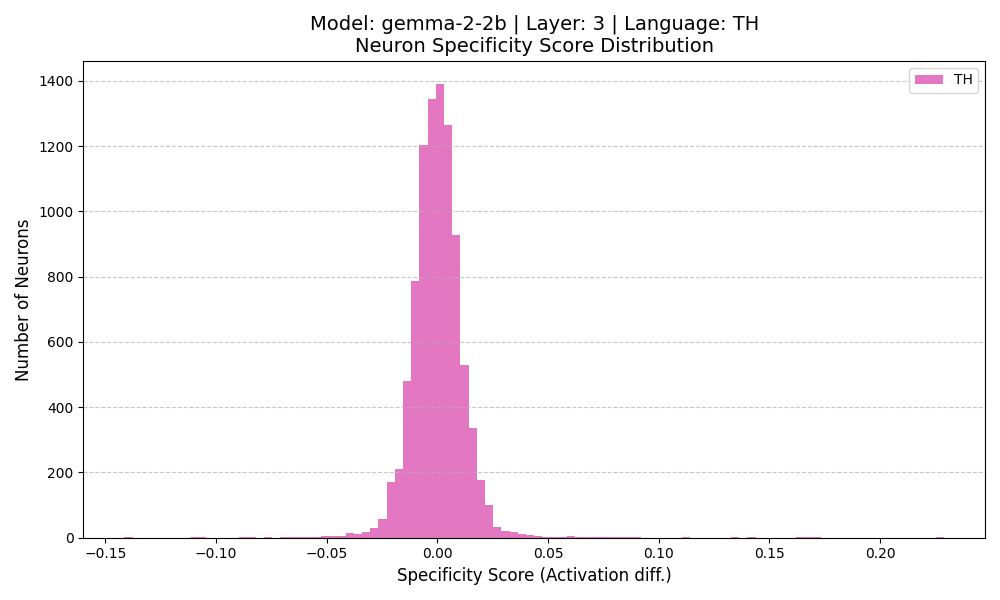 Model: gemma-2-2b | Layer: 3 | Language: TH
Neuron Specificity Score Distribution
TH
Number of Neurons
1400
1200
1000
800
600
400
200
0
−0.15 −0.10 −0.05 0.00 0.05 0.10 0.15 0.20
Specificity Score (Activation diff.)